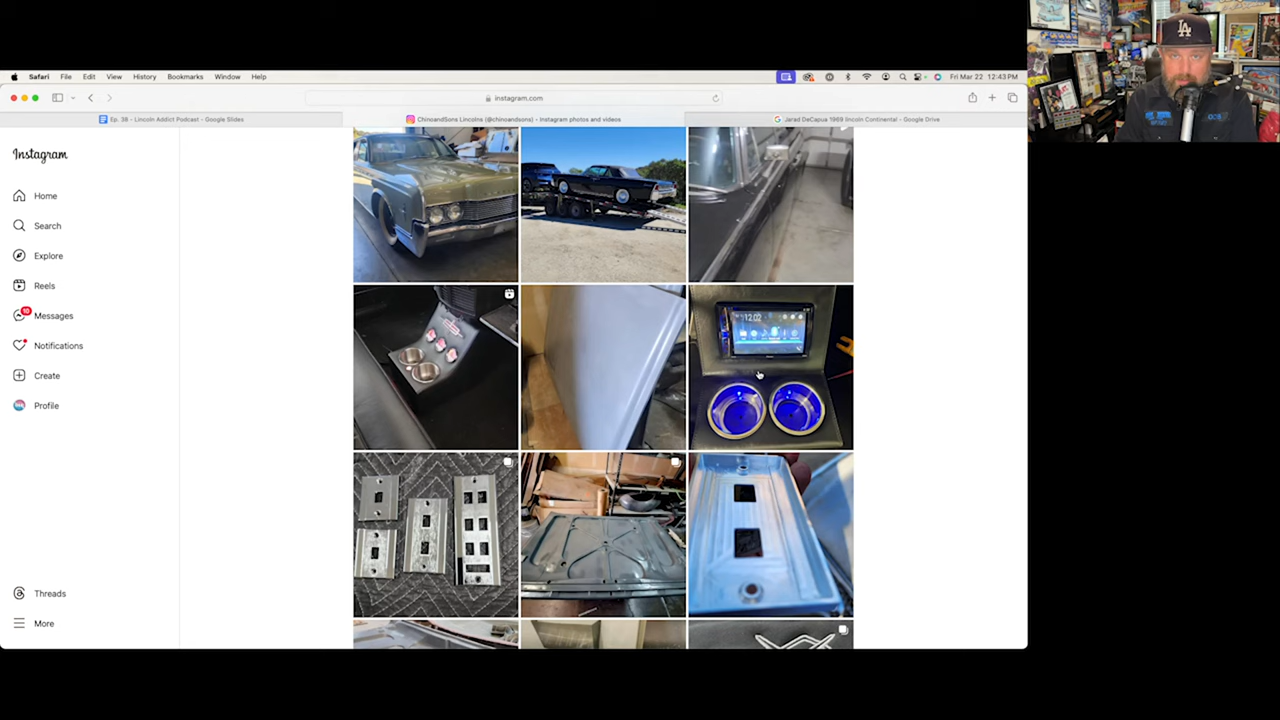 Safari File Edit View History Bookmarks Window Help Fri Mar 22 12:43 PM
instagram.com
Ep. 38 - Lincoln Addict Podcast - Google Slides
ChinoandSons Lincolns (@chinoandsons) • Instagram photos and videos
Jarad DeCapua 1969 Lincoln Continental - Google Drive
Instagram
Home
Search
Explore
Reels
10
Messages
Notifications
Create
Profile
Threads
More
12:02
LA